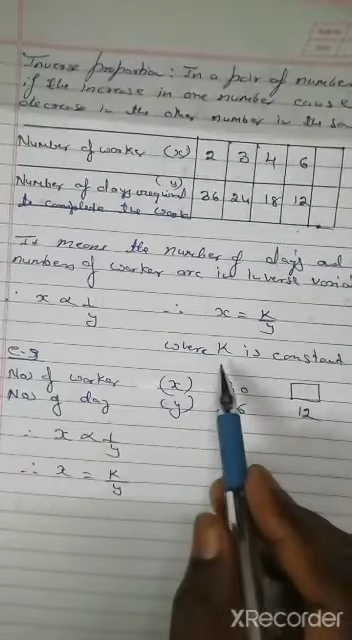 Inverse proportion: In a pair of number
if the increase in one number cause
decrease in the other number in the sa
Number of worker (x) 2 3 4 6
Number of days required (y) 36 24 18 12
to complete the work
It means the number of days and
numbers of worker are in inverse varia
∴ x ∝ 1/y ∴ x = K/y
where K is constant
e.g
No. of worker (x)
No. of day (y) 6 12
∴ x ∝ 1/y
∴ x = K/y
XRecorder